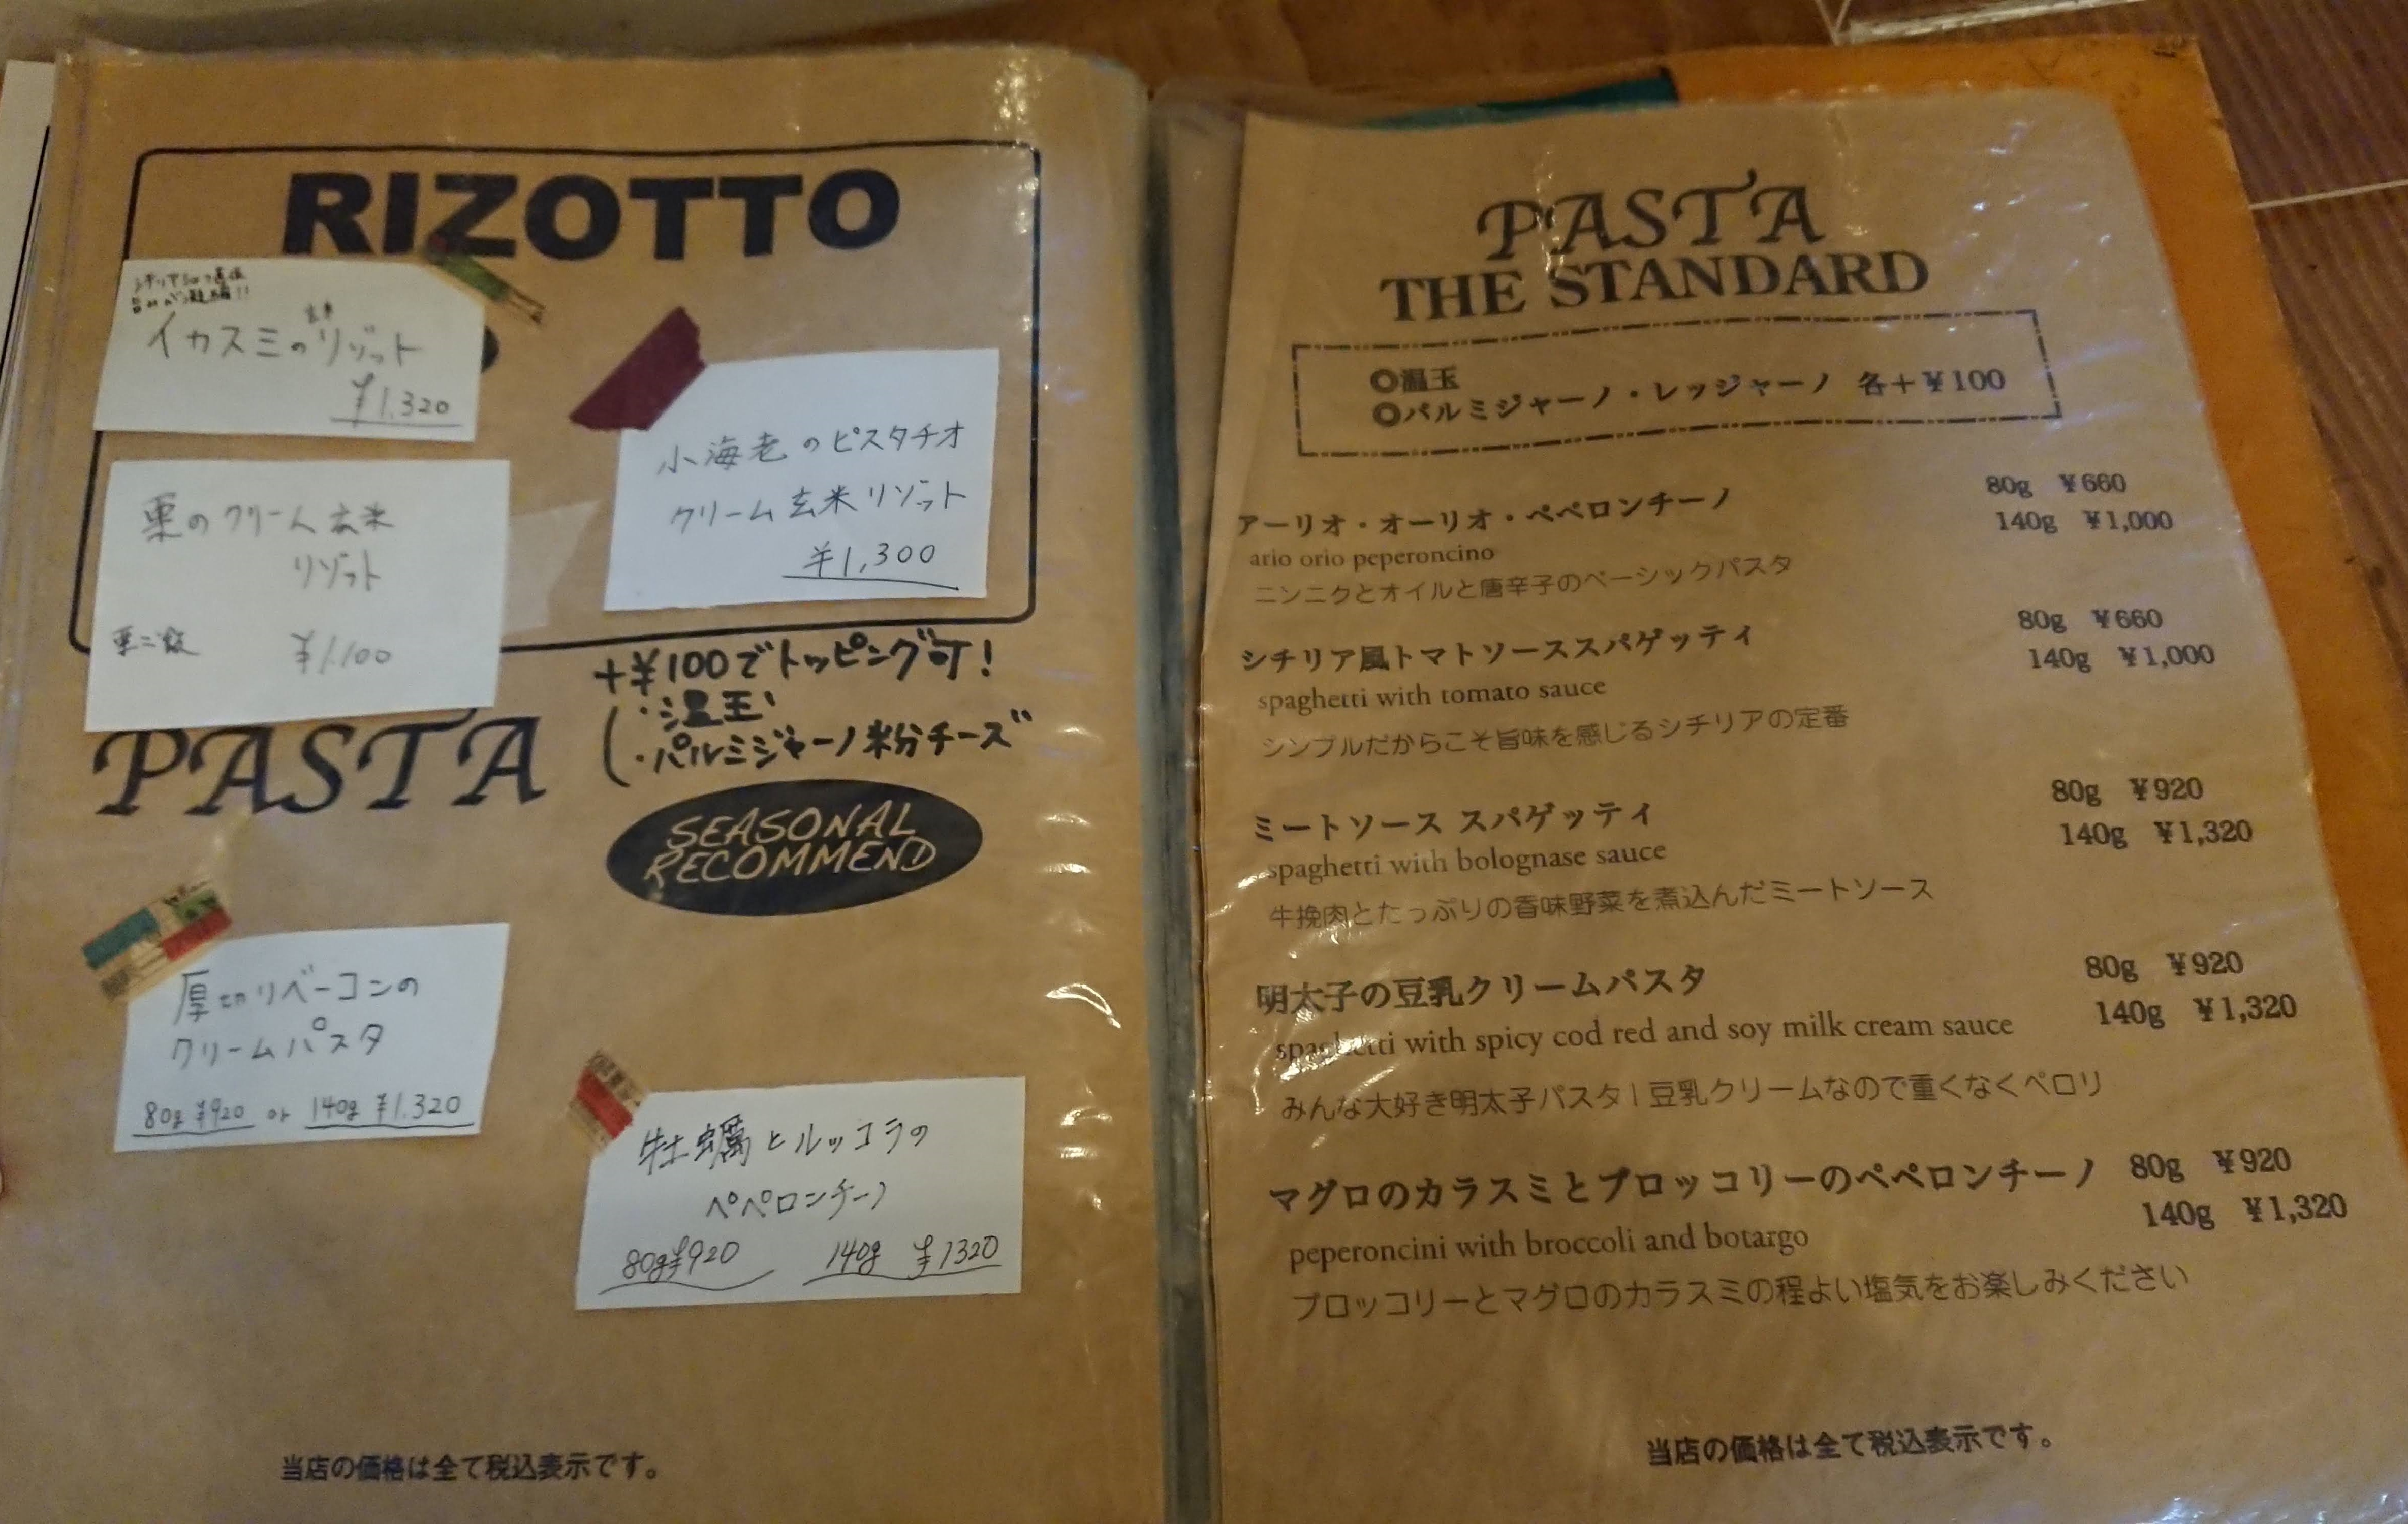 RIZOTTO
イカスミの玄米リゾット
¥1,320
小海老のピスタチオ
クリーム玄米リゾット
¥1,300
栗のクリーム玄米
リゾット
¥1,100
+¥100でトッピング可!
・温玉
・パルミジャーノ粉チーズ
PASTA
SEASONAL
RECOMMEND
厚切りベーコンの
クリームパスタ
80g ¥920 or 140g ¥1,320
牡蠣とルッコラの
ペペロンチーノ
80g ¥920 140g ¥1320
当店の価格は全て税込表示です。
PASTA
THE STANDARD
◎温玉
◎パルミジャーノ・レッジャーノ 各+¥100
アーリオ・オーリオ・ペペロンチーノ 80g ¥660
140g ¥1,000
ario orio peperoncino
ニンニクとオイルと唐辛子のベーシックパスタ
シチリア風トマトソーススパゲッティ 80g ¥660
140g ¥1,000
spaghetti with tomato sauce
シンプルだからこそ旨味を感じるシチリアの定番
ミートソース スパゲッティ 80g ¥920
140g ¥1,320
spaghetti with bolognase sauce
牛挽肉とたっぷりの香味野菜を煮込んだミートソース
明太子の豆乳クリームパスタ 80g ¥920
140g ¥1,320
spaghetti with spicy cod red and soy milk cream sauce
みんな大好き明太子パスタ!豆乳クリームなので重くなくペロリ
マグロのカラスミとブロッコリーのペペロンチーノ 80g ¥920
140g ¥1,320
peperoncini with broccoli and botargo
ブロッコリーとマグロのカラスミの程よい塩気をお楽しみください
当店の価格は全て税込表示です。